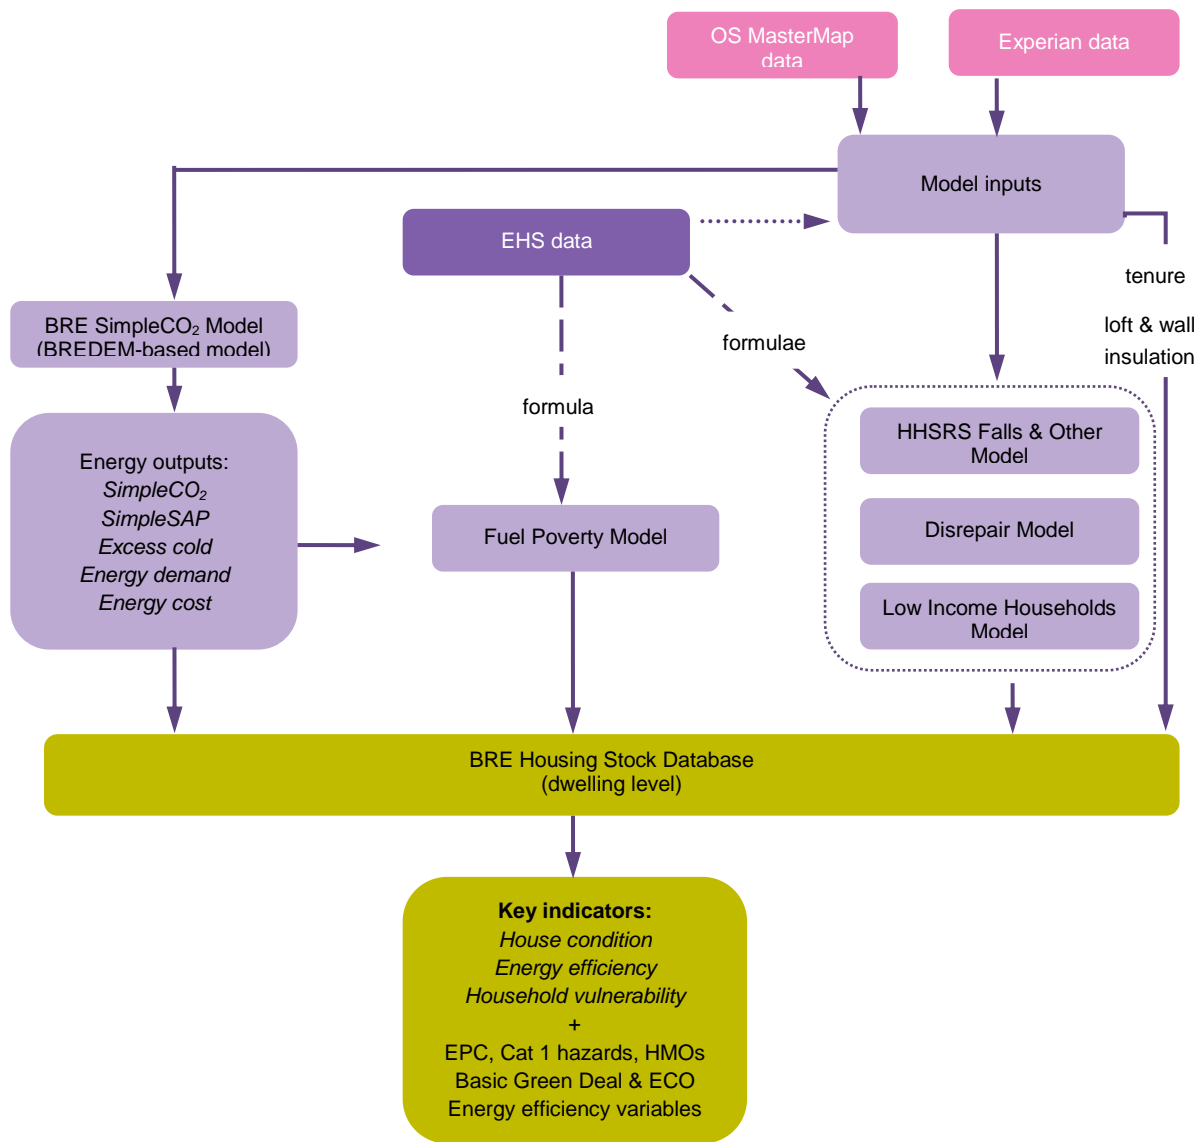 OS MasterMap
data
Experian data
Model inputs
EHS data
tenure
BRE SimpleCO₂ Model
(BREDEM-based model)
formulae
loft & wall
insulation
formula
HHSRS Falls & Other
Model
Energy outputs:
SimpleCO₂
SimpleSAP
Excess cold
Energy demand
Energy cost
Fuel Poverty Model
Disrepair Model
Low Income Households
Model
BRE Housing Stock Database
(dwelling level)
Key indicators:
House condition
Energy efficiency
Household vulnerability
+
EPC, Cat 1 hazards, HMOs
Basic Green Deal & ECO
Energy efficiency variables